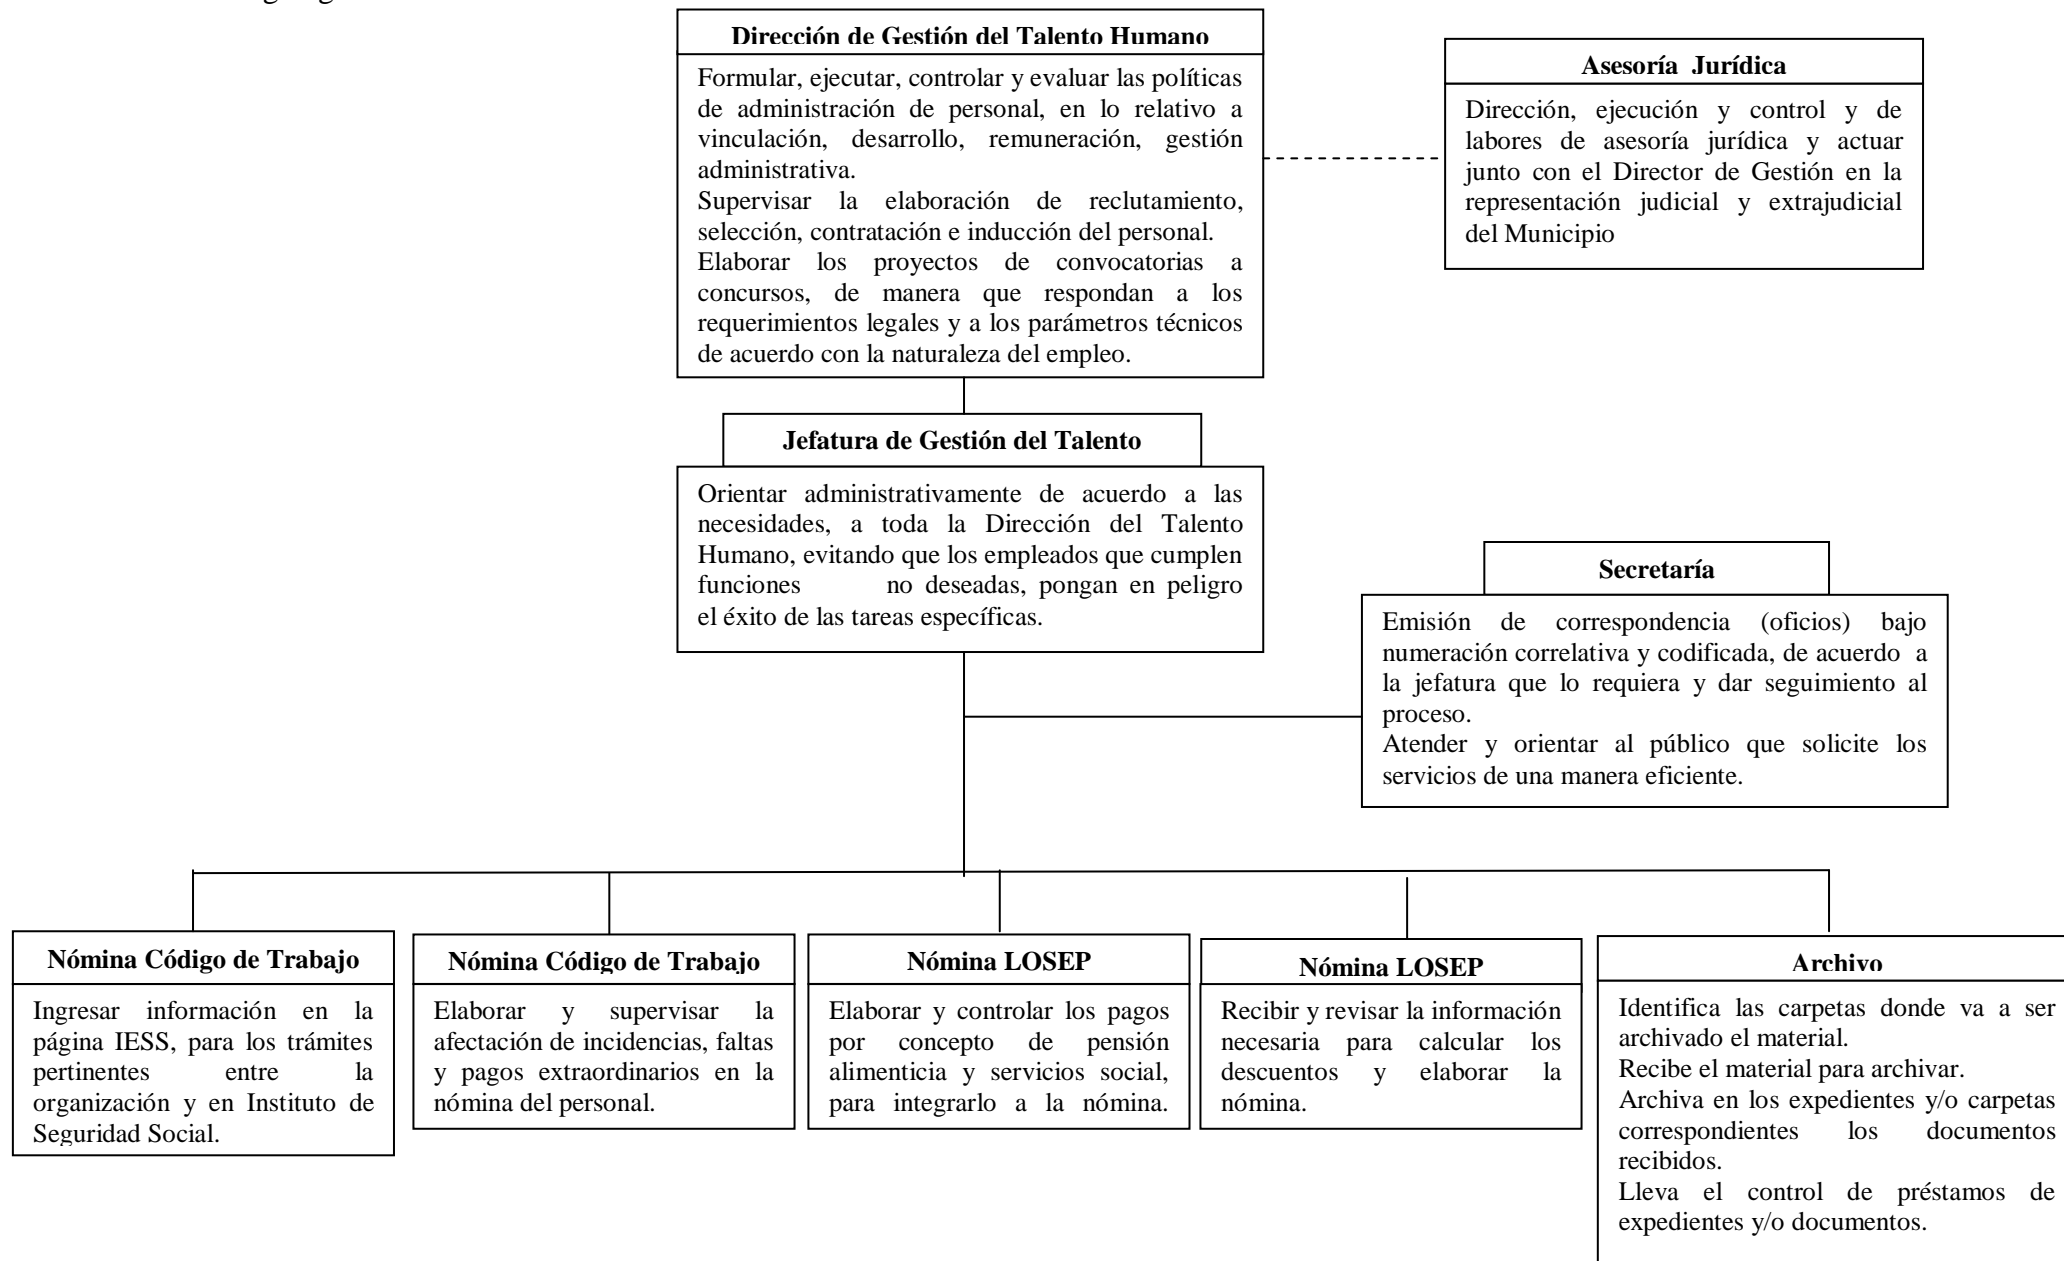 Dirección de Gestión del Talento Humano
Formular, ejecutar, controlar y evaluar las políticas
de administración de personal, en lo relativo a
vinculación, desarrollo, remuneración, gestión
administrativa.
Supervisar la elaboración de reclutamiento,
selección, contratación e inducción del personal.
Elaborar los proyectos de convocatorias a
concursos, de manera que respondan a los
requerimientos legales y a los parámetros técnicos
de acuerdo con la naturaleza del empleo.
Asesoría Jurídica
Dirección, ejecución y control y de
labores de asesoría jurídica y actuar
junto con el Director de Gestión en la
representación judicial y extrajudicial
del Municipio
Jefatura de Gestión del Talento
Orientar administrativamente de acuerdo a las
necesidades, a toda la Dirección del Talento
Humano, evitando que los empleados que cumplen
funciones no deseadas, pongan en peligro
el éxito de las tareas específicas.
Secretaría
Emisión de correspondencia (oficios) bajo
numeración correlativa y codificada, de acuerdo a
la jefatura que lo requiera y dar seguimiento al
proceso.
Atender y orientar al público que solicite los
servicios de una manera eficiente.
Nómina Código de Trabajo
Ingresar información en la
página IESS, para los trámites
pertinentes entre la
organización y en Instituto de
Seguridad Social.
Nómina Código de Trabajo
Elaborar y supervisar la
afectación de incidencias, faltas
y pagos extraordinarios en la
nómina del personal.
Nómina LOSEP
Elaborar y controlar los pagos
por concepto de pensión
alimenticia y servicios social,
para integrarlo a la nómina.
Nómina LOSEP
Recibir y revisar la información
necesaria para calcular los
descuentos y elaborar la
nómina.
Archivo
Identifica las carpetas donde va a ser
archivado el material.
Recibe el material para archivar.
Archiva en los expedientes y/o carpetas
correspondientes los documentos
recibidos.
Lleva el control de préstamos de
expedientes y/o documentos.